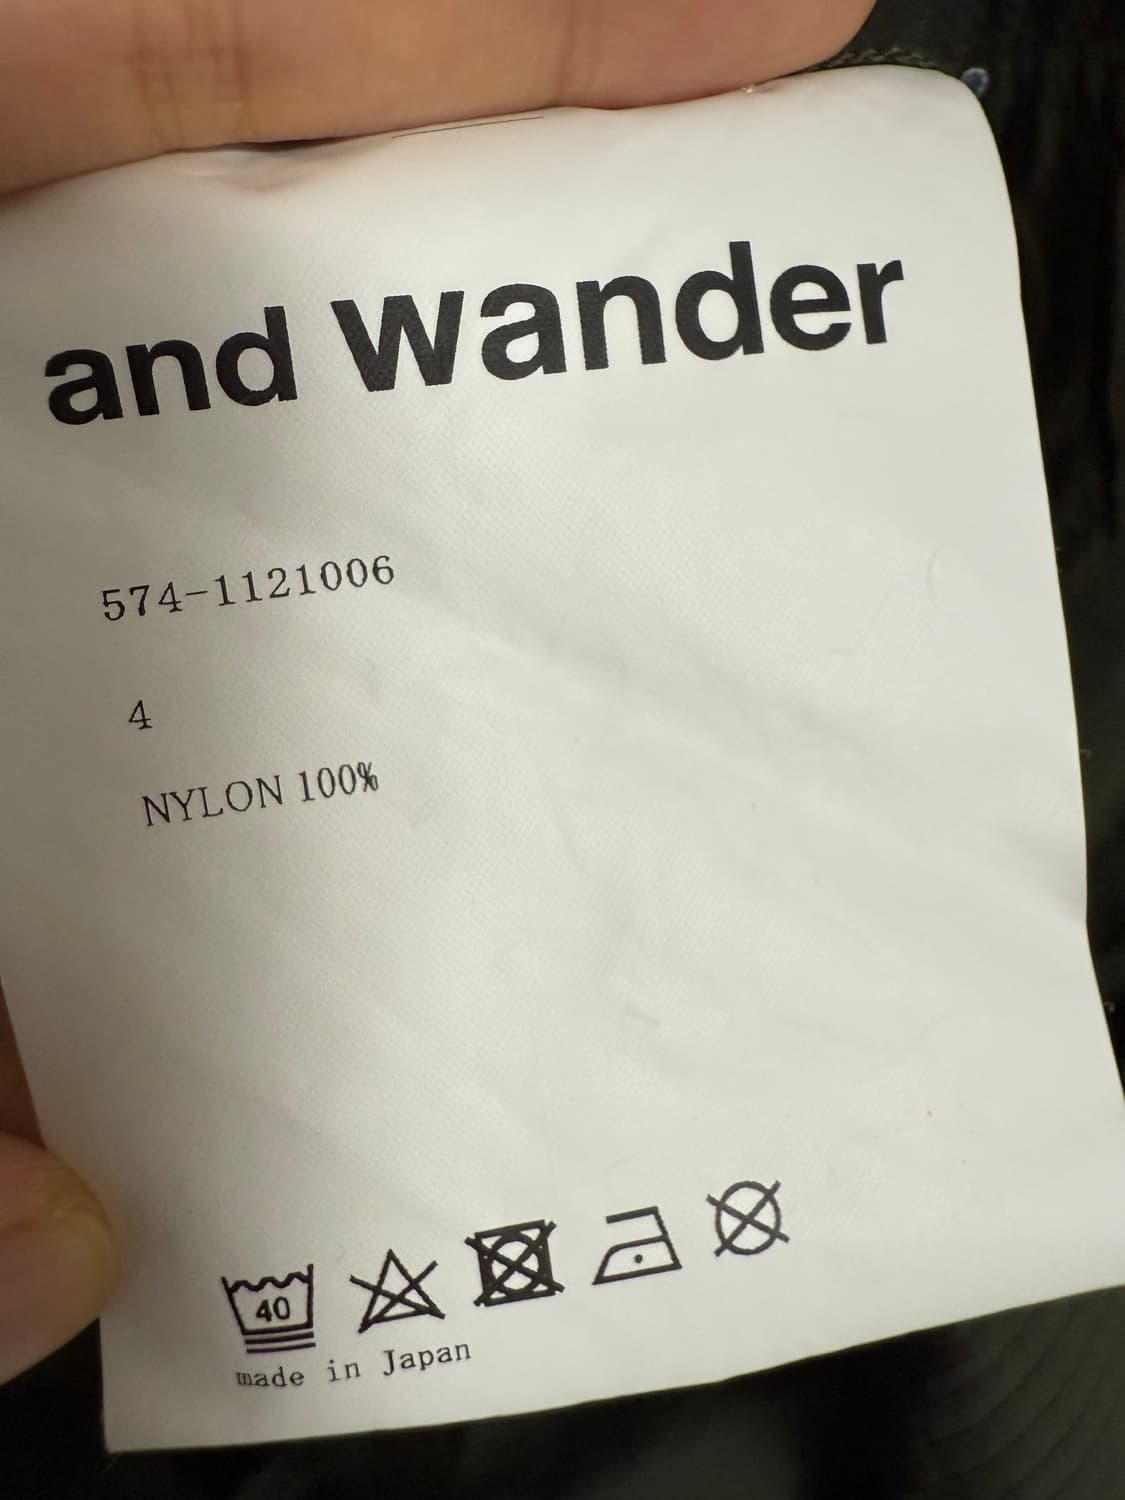 and wander
574-1121006
4
NYLON 100%
40
made in Japan